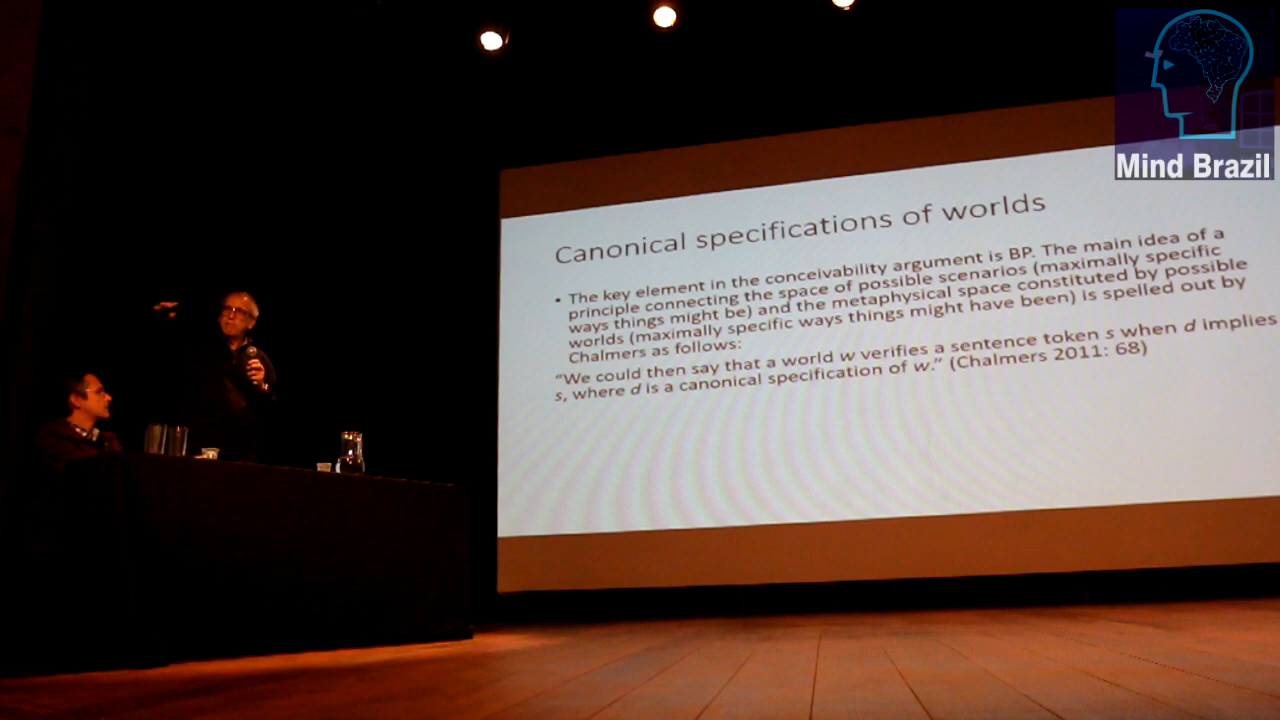 Mind Brazil
Canonical specifications of worlds
• The key element in the conceivability argument is BP. The main idea of a
principle connecting the space of possible scenarios (maximally specific
ways things might be) and the metaphysical space constituted by possible
worlds (maximally specific ways things might have been) is spelled out by
Chalmers as follows:
“We could then say that a world w verifies a sentence token s when d implies
s, where d is a canonical specification of w.” (Chalmers 2011: 68)